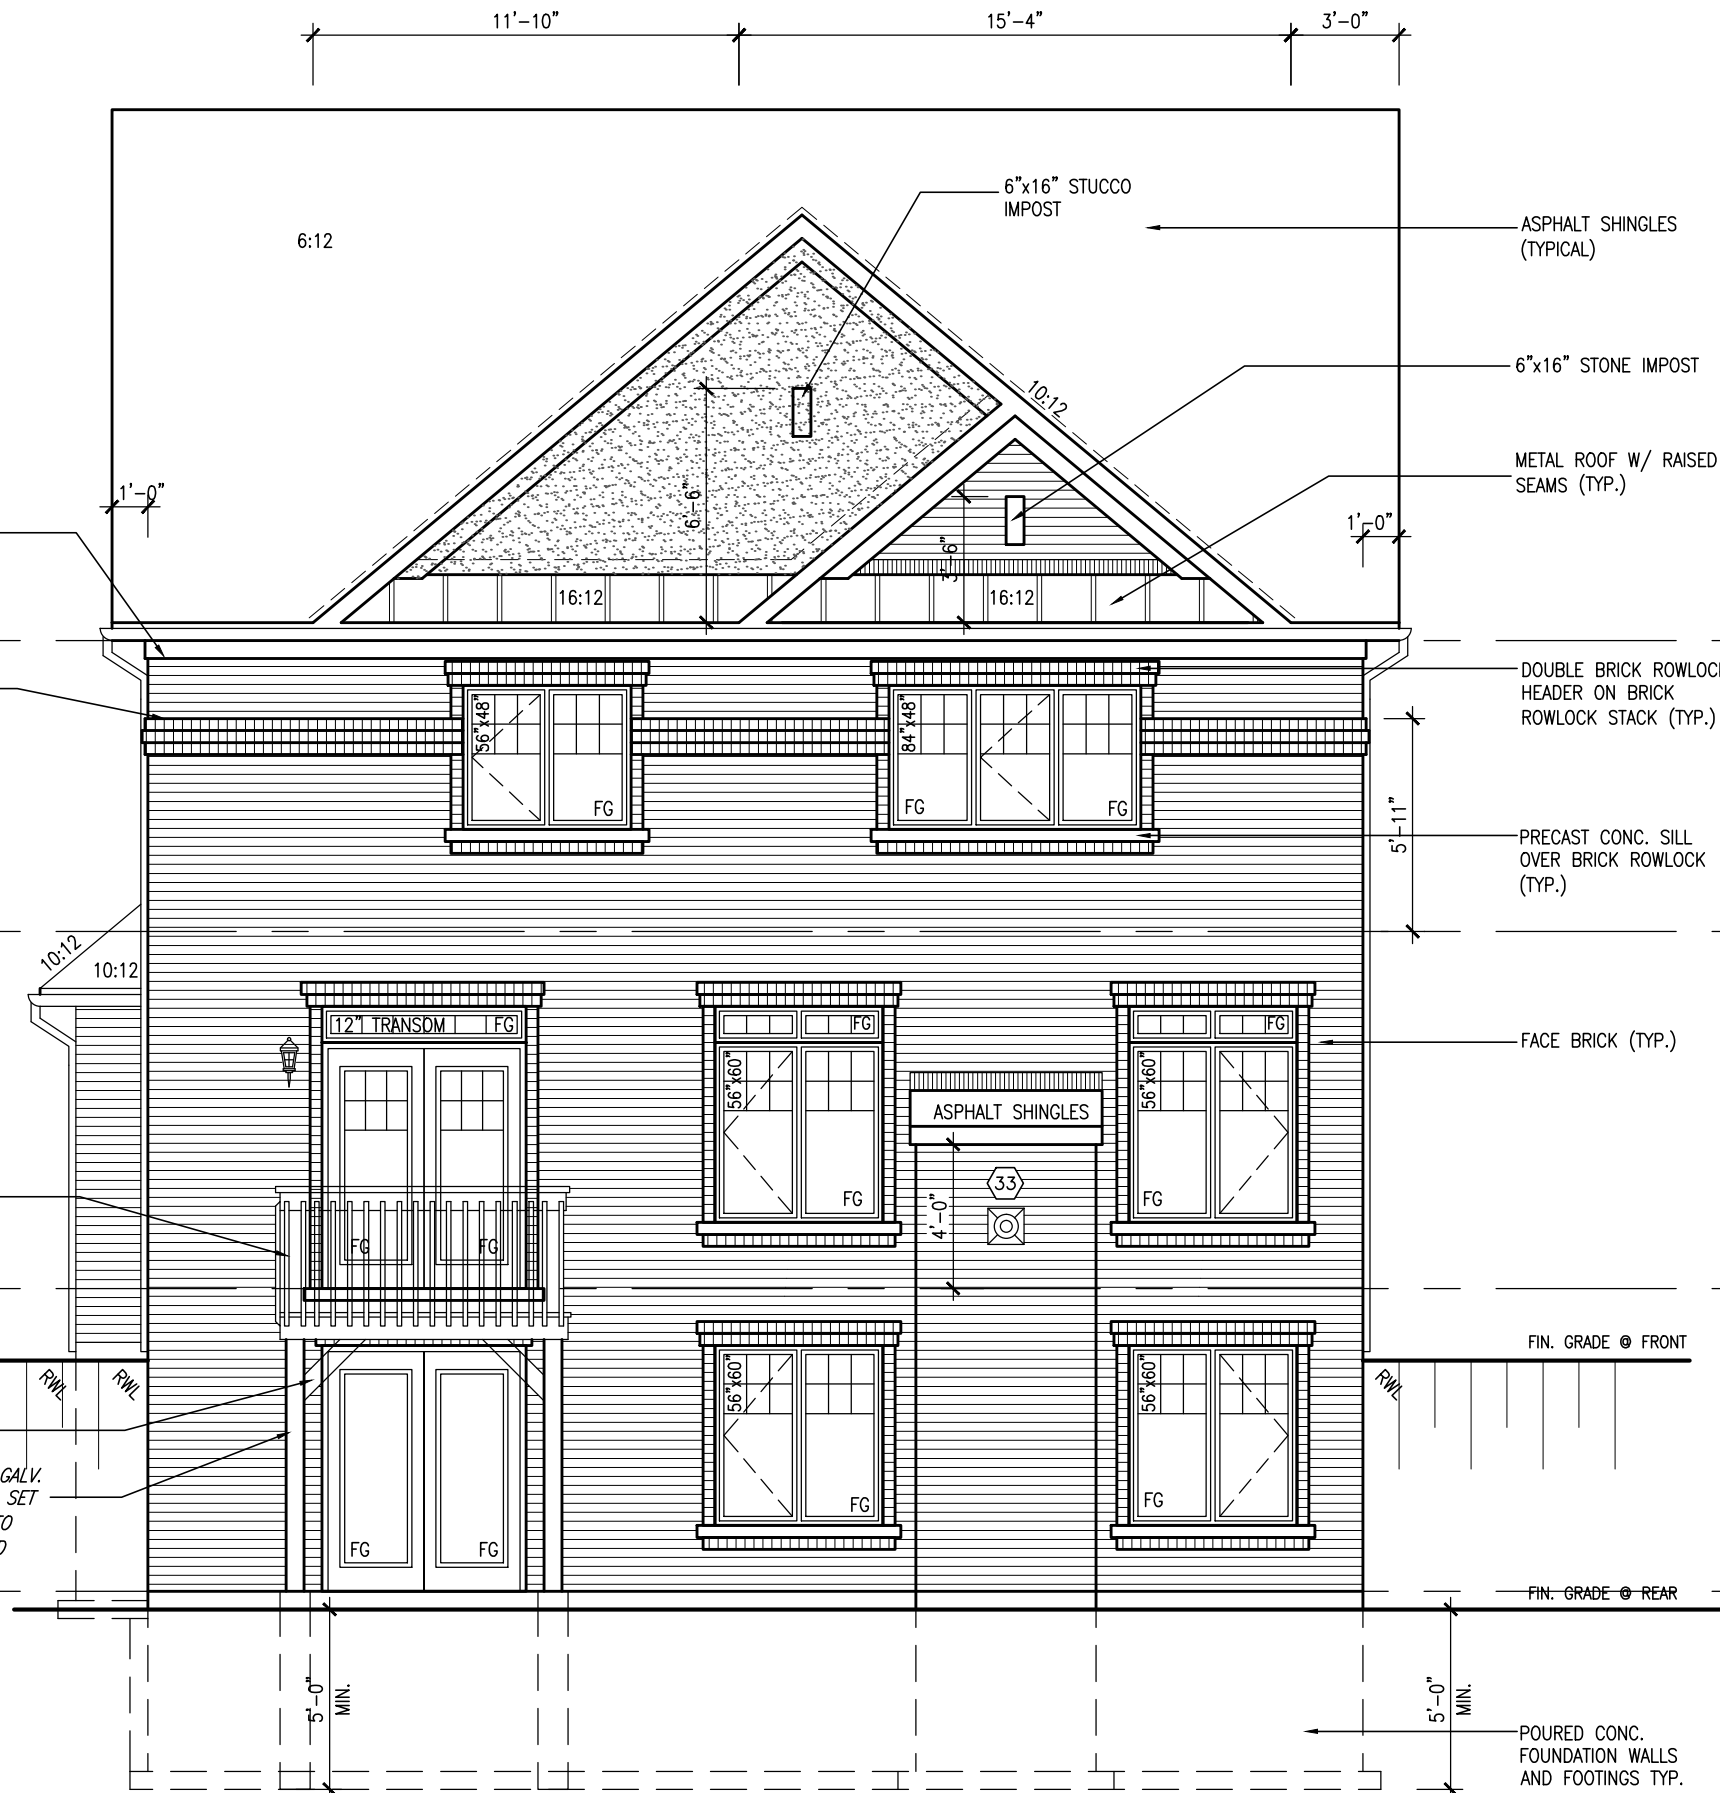 11'-10"
15'-4"
3'-0"
6"x16" STUCCO
IMPOST
ASPHALT SHINGLES
(TYPICAL)
6:12
6"x16" STONE IMPOST
10:12
METAL ROOF W/ RAISED
SEAMS (TYP.)
1'-0"
6'-6"
1'-0"
3'-6"
16:12
16:12
DOUBLE BRICK ROWLOCK
HEADER ON BRICK
ROWLOCK STACK (TYP.)
56"x48"
84"x48"
FG
FG
FG
5'-11"
PRECAST CONC. SILL
OVER BRICK ROWLOCK
(TYP.)
10:12
10:12
12" TRANSOM
FG
FG
FG
FACE BRICK (TYP.)
56"x60"
56"x60"
ASPHALT SHINGLES
33
FG
FG
4'-0"
FG
FG
FIN. GRADE @ FRONT
RWL
RWL
RWL
56"x60"
56"x60"
GALV.
SET
TO
FG
FG
FG
FG
FIN. GRADE @ REAR
5'-0"
MIN.
5'-0"
MIN.
POURED CONC.
FOUNDATION WALLS
AND FOOTINGS TYP.